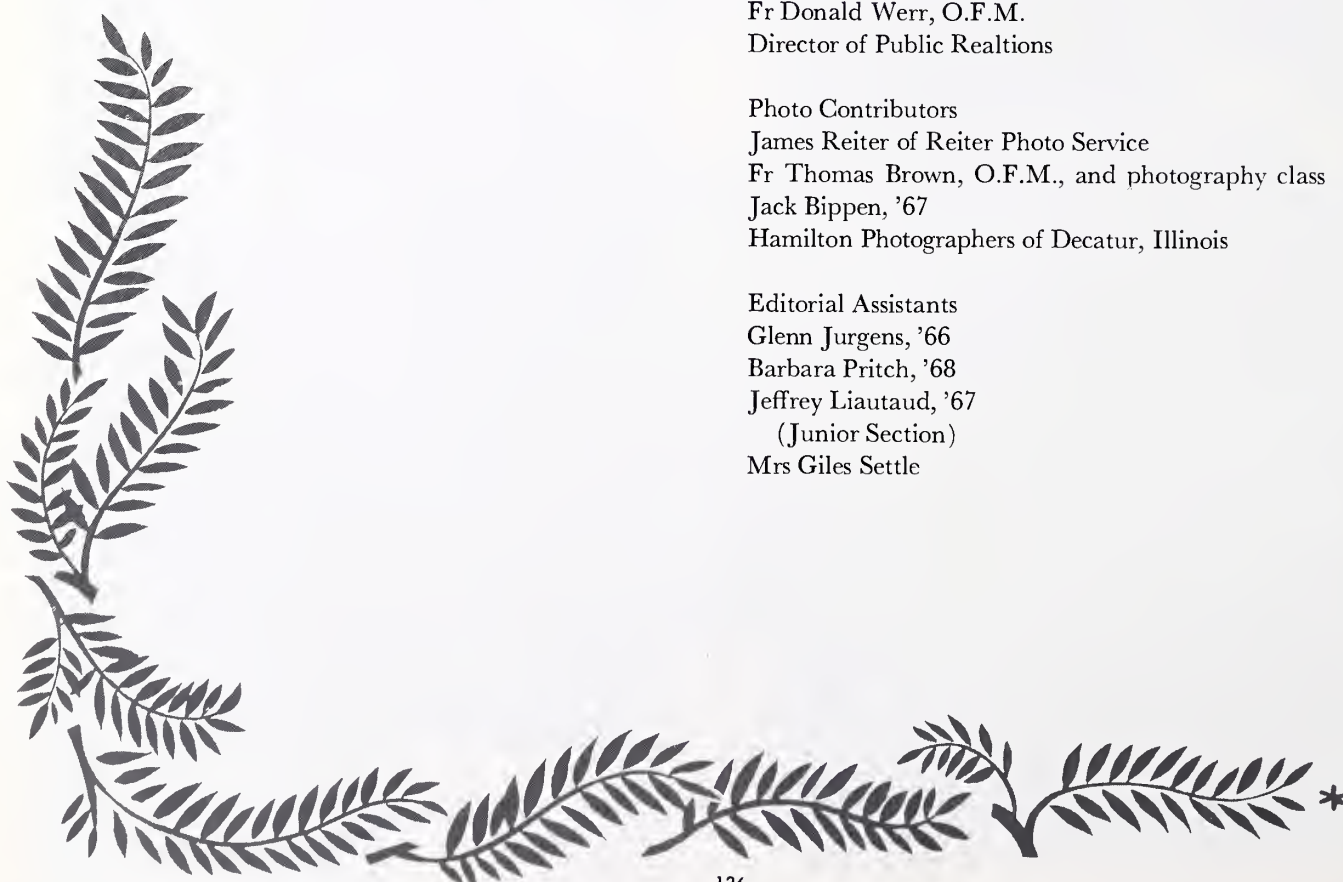 Fr Donald Werr, O.F.M.
Director of Public Realtions
Photo Contributors
James Reiter of Reiter Photo Service
Fr Thomas Brown, O.F.M., and photography class
Jack Bippen, '67
Hamilton Photographers of Decatur, Illinois
Editorial Assistants
Glenn Jurgens, '66
Barbara Pritch, '68
Jeffrey Liautaud, '67
(Junior Section)
Mrs Giles Settle